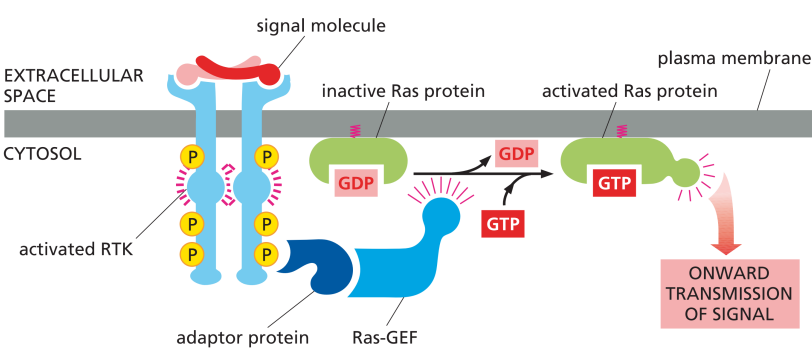 signal molecule
plasma membrane
EXTRACELLULAR
SPACE
inactive Ras protein
activated Ras protein
CYTOSOL
P
P
GDP
GDP
GTP
GTP
P
P
activated RTK
P
P
ONWARD
TRANSMISSION
OF SIGNAL
adaptor protein
Ras-GEF